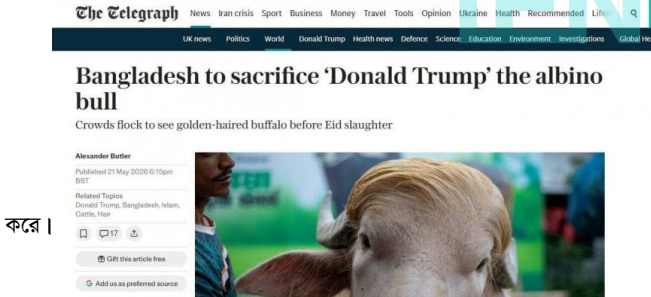 The Telegraph News Iran crisis Sport Business Money Travel Tools Opinion Ukraine Health Recommended
UK news Politics World Donald Trump Health news Defence Science Education Environment Investigations Global
Bangladesh to sacrifice ‘Donald Trump’ the albino
bull
Crowds flock to see golden-haired buffalo before Eid slaughter
Alexander Butler
Published 21 May 2026 6:15pm
BST
Related Topics
Donald Trump, Bangladesh, Islam,
Cattle, Hair
করে।
17
Gift this article free
Add us as preferred source